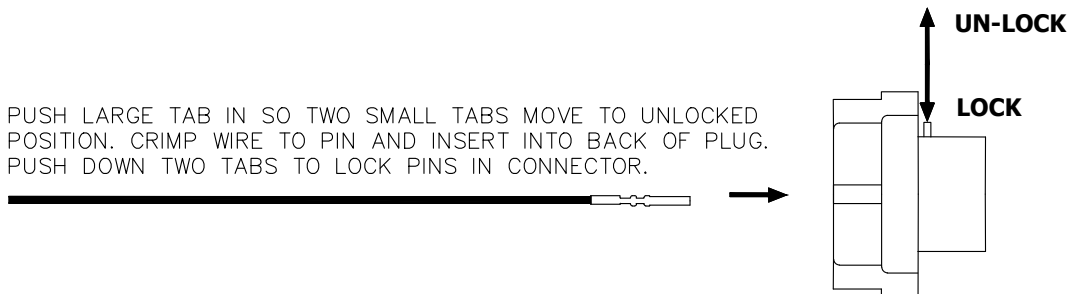 UN-LOCK
LOCK
PUSH LARGE TAB IN SO TWO SMALL TABS MOVE TO UNLOCKED
POSITION. CRIMP WIRE TO PIN AND INSERT INTO BACK OF PLUG.
PUSH DOWN TWO TABS TO LOCK PINS IN CONNECTOR.